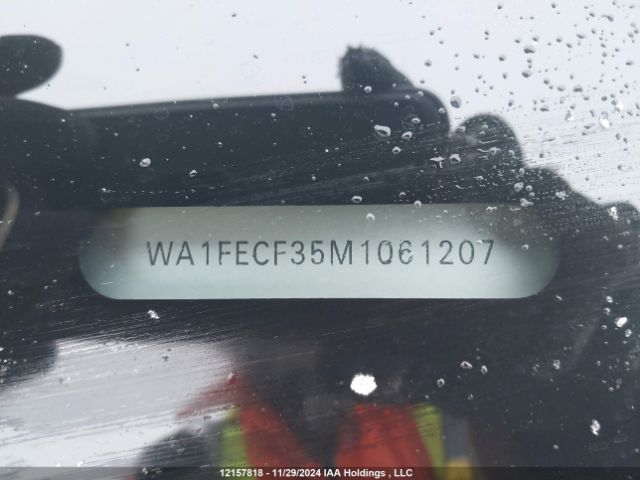 WA1FECF35M1061207
12157818 - 11/29/2024 IAA Holdings , LLC